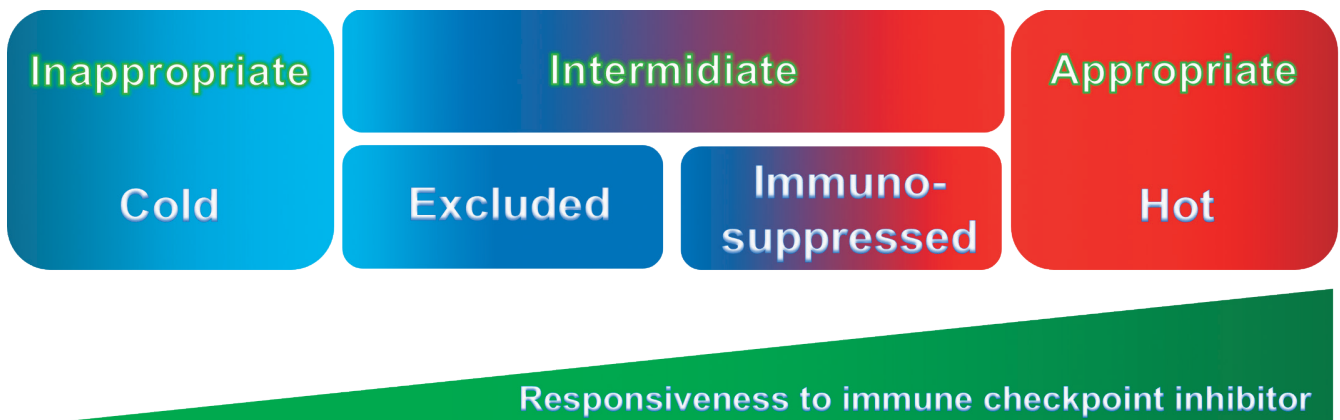 Inappropriate
Intermidiate
Appropriate
Cold
Excluded
Immuno-
suppressed
Hot
Responsiveness to immune checkpoint inhibitor